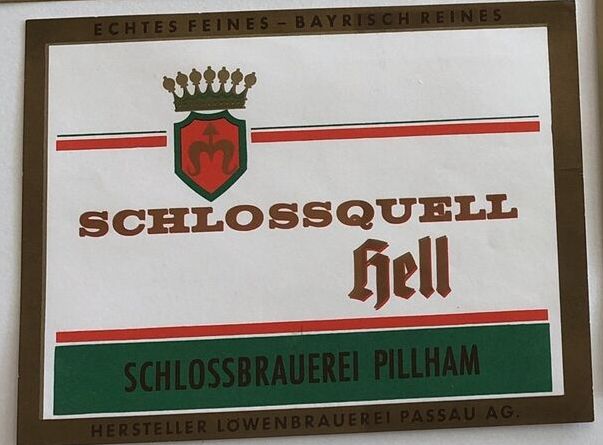 ECHTES FEINES – BAYRISCH REINES
SCHLOSSQUELL
Hell
SCHLOSSBRAUEREI PILLHAM
HERSTELLER LÖWENBRAUEREI PASSAU AG.